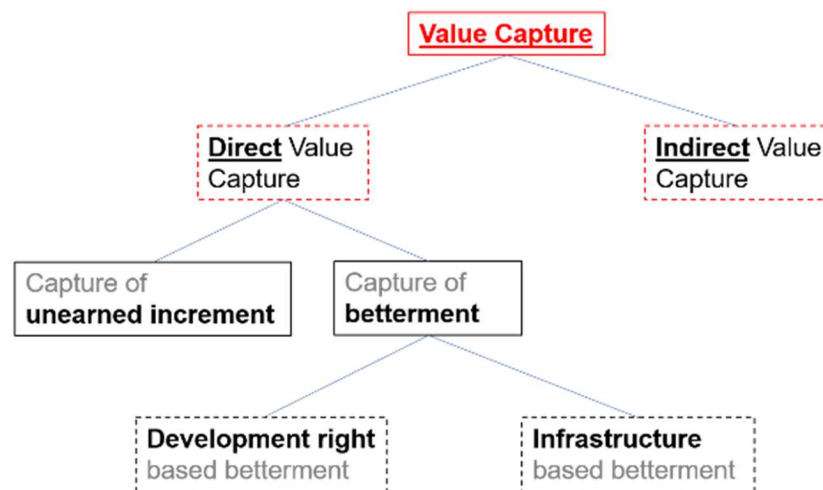 Value Capture
Direct Value
Capture
Indirect Value
Capture
Capture of
unearned increment
Capture of
betterment
Development right
based betterment
Infrastructure
based betterment